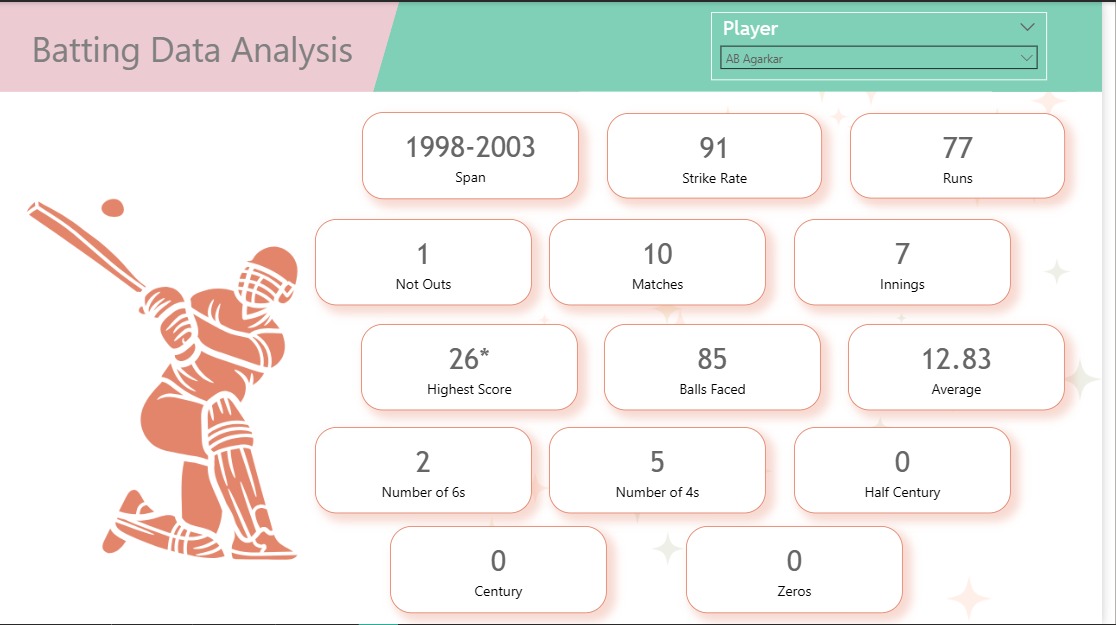 Batting Data Analysis
Player
AB Agarkar
1998-2003
Span
91
Strike Rate
77
Runs
1
Not Outs
10
Matches
7
Innings
26*
Highest Score
85
Balls Faced
12.83
Average
2
Number of 6s
5
Number of 4s
0
Half Century
0
Century
0
Zeros